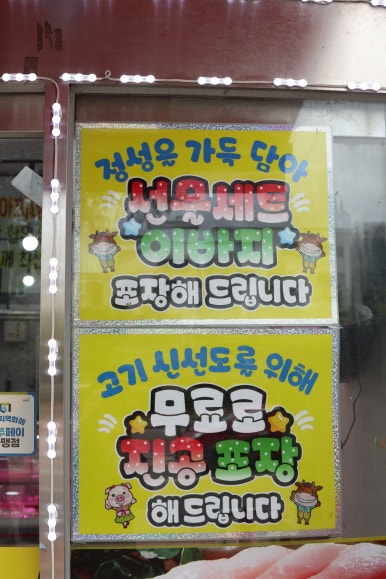 정성을 가득 담아
선물세트
이바지
포장해 드립니다
고기 신선도를 위해
무료로
진공 포장
해드립니다